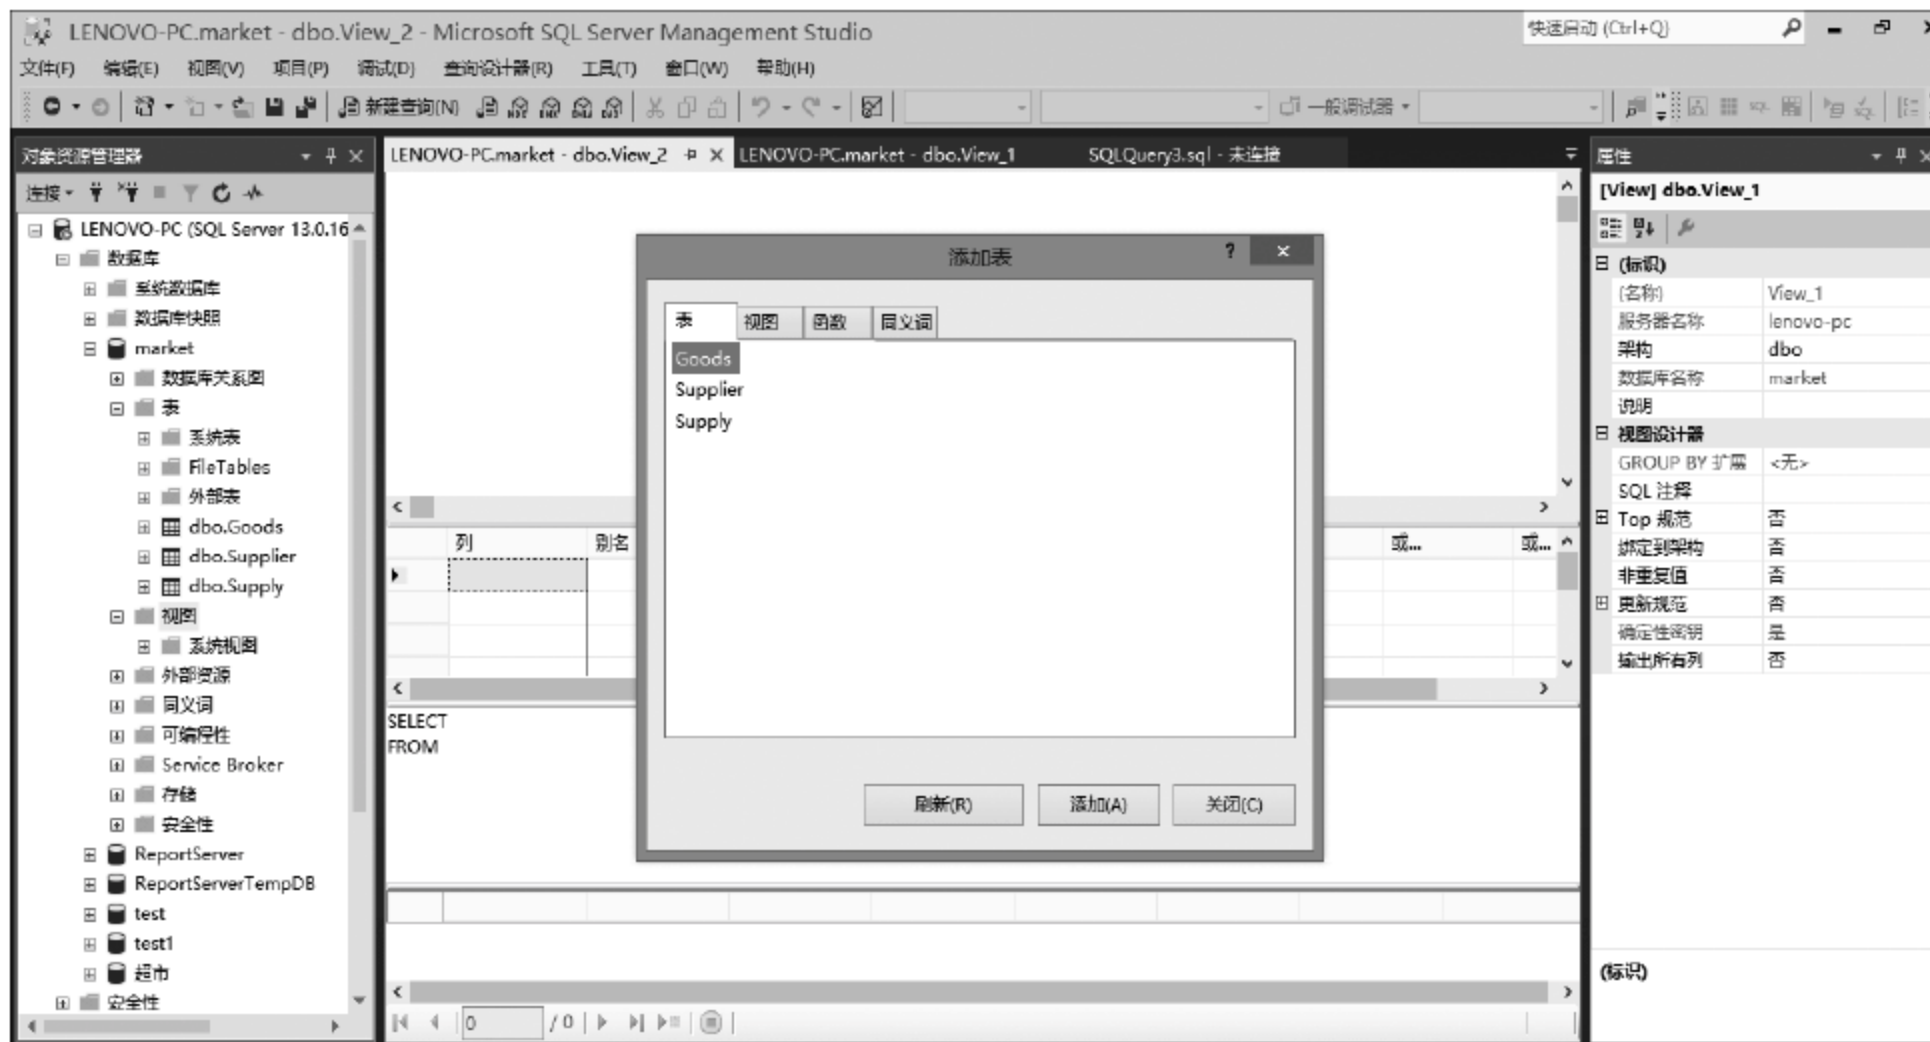 LENOVO-PC.market - dbo.View_2 - Microsoft SQL Server Management Studio
快速启动 (Ctrl+Q)
文件(F) 编辑(E) 视图(V) 项目(P) 调试(D) 查询设计器(R) 工具(T) 窗口(W) 帮助(H)
新建查询(N) 一般调试器
对象资源管理器
连接
LENOVO-PC (SQL Server 13.0.16
数据库
系统数据库
数据库快照
market
数据库关系图
表
系统表
FileTables
外部表
dbo.Goods
dbo.Supplier
dbo.Supply
视图
系统视图
外部资源
同义词
可编程性
Service Broker
存储
安全性
ReportServer
ReportServerTempDB
test
test1
超市
安全性
LENOVO-PC.market - dbo.View_2 LENOVO-PC.market - dbo.View_1 SQLQuery3.sql - 未连接
列 别名 或... 或...
SELECT
FROM
0 / 0
添加表 ?
表 视图 函数 同义词
Goods
Supplier
Supply
刷新(R) 添加(A) 关闭(C)
属性
[View] dbo.View_1
(标识)
(名称) View_1
服务器名称 lenovo-pc
架构 dbo
数据库名称 market
说明
视图设计器
GROUP BY 扩展 <无>
SQL 注释
Top 规范 否
绑定到架构 否
非重复值 否
更新规范 否
确定性密钥 是
输出所有列 否
(标识)